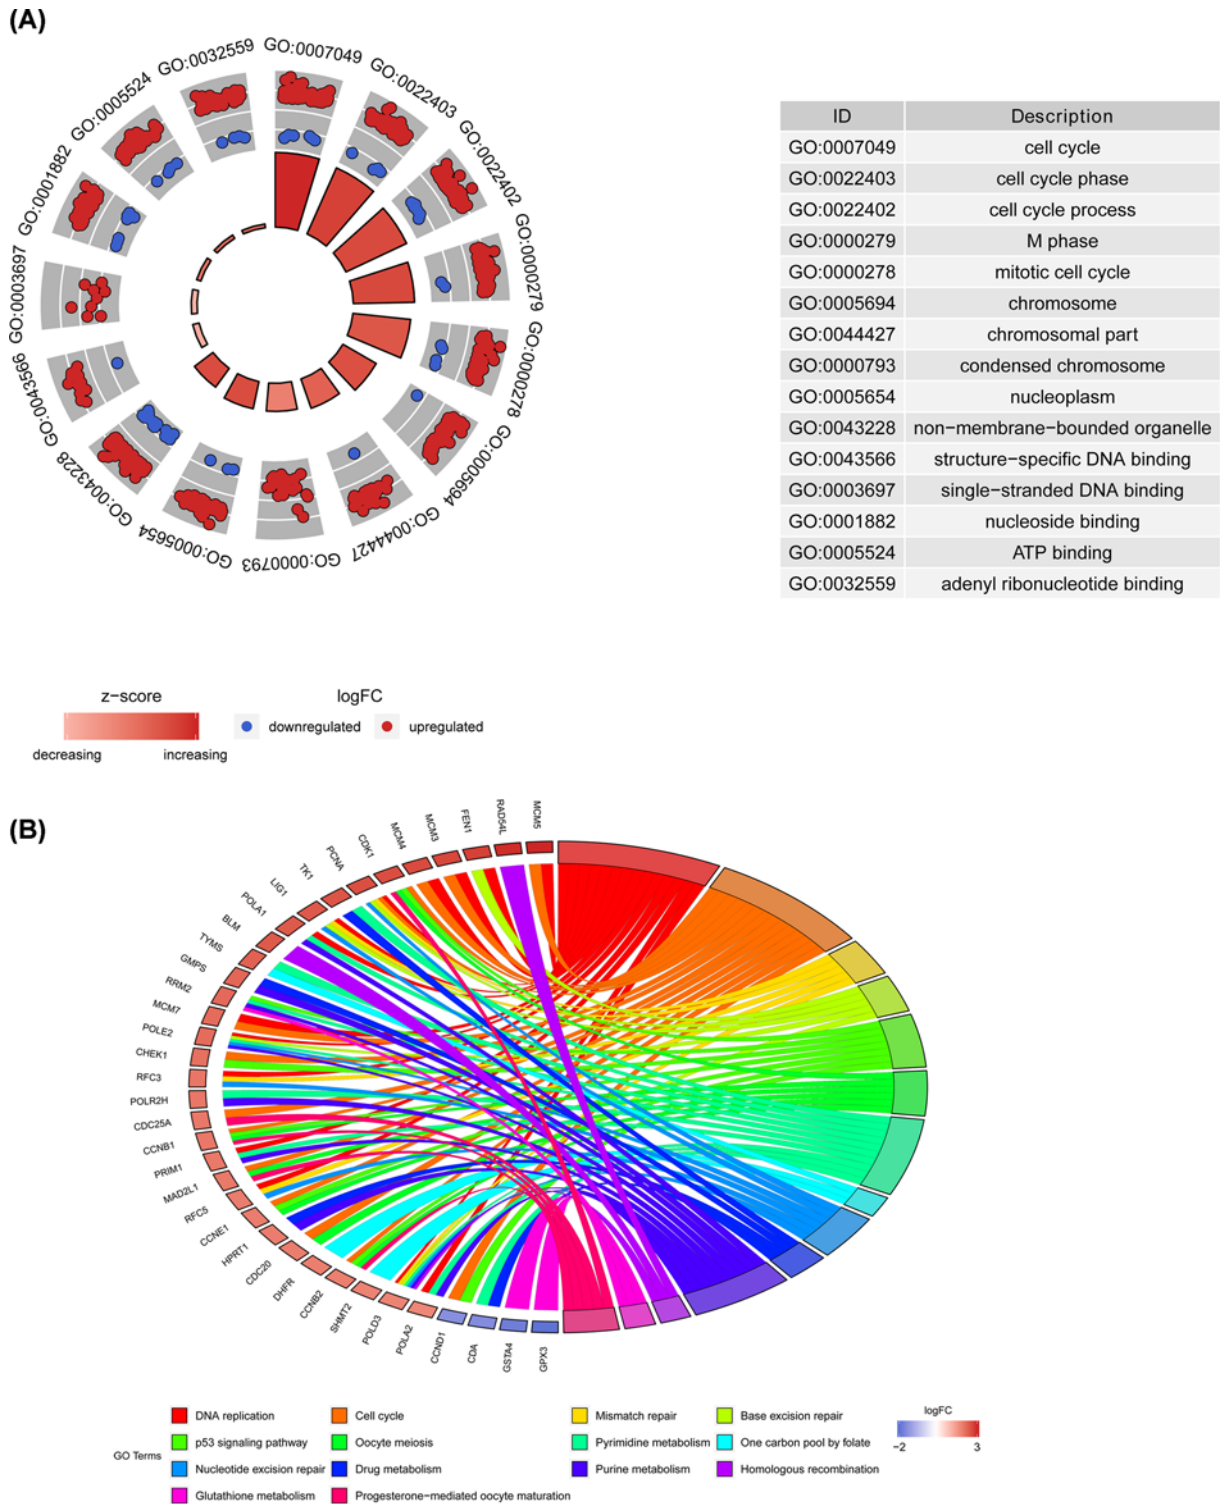 (A)
GO:0007049
GO:0022403
GO:0022402
GO:0000279
GO:0000278
GO:0005694
GO:0044427
GO:0000793
GO:0005654
GO:0043228
GO:0043566
GO:0003697
GO:0001882
GO:0005524
GO:0032559
ID Description
GO:0007049 cell cycle
GO:0022403 cell cycle phase
GO:0022402 cell cycle process
GO:0000279 M phase
GO:0000278 mitotic cell cycle
GO:0005694 chromosome
GO:0044427 chromosomal part
GO:0000793 condensed chromosome
GO:0005654 nucleoplasm
GO:0043228 non−membrane−bounded organelle
GO:0043566 structure−specific DNA binding
GO:0003697 single−stranded DNA binding
GO:0001882 nucleoside binding
GO:0005524 ATP binding
GO:0032559 adenyl ribonucleotide binding
z−score
decreasing increasing
logFC
downregulated upregulated
(B)
MCM5
RAD54L
FEN1
MCM3
MCM4
CDK1
PCNA
TK1
LIG1
POLA1
BLM
TYMS
GMPS
RRM2
MCM7
POLE2
CHEK1
RFC3
POLR2H
CDC25A
CCNB1
PRIM1
MAD2L1
RFC5
CCNE1
HPRT1
CDC20
DHFR
CCNB2
SHMT2
POLD3
POLA2
CCND1
CDA
GSTA4
GPX3
GO Terms
DNA replication Cell cycle Mismatch repair Base excision repair
p53 signaling pathway Oocyte meiosis Pyrimidine metabolism One carbon pool by folate
Nucleotide excision repair Drug metabolism Purine metabolism Homologous recombination
Glutathione metabolism Progesterone−mediated oocyte maturation
logFC
−2 3